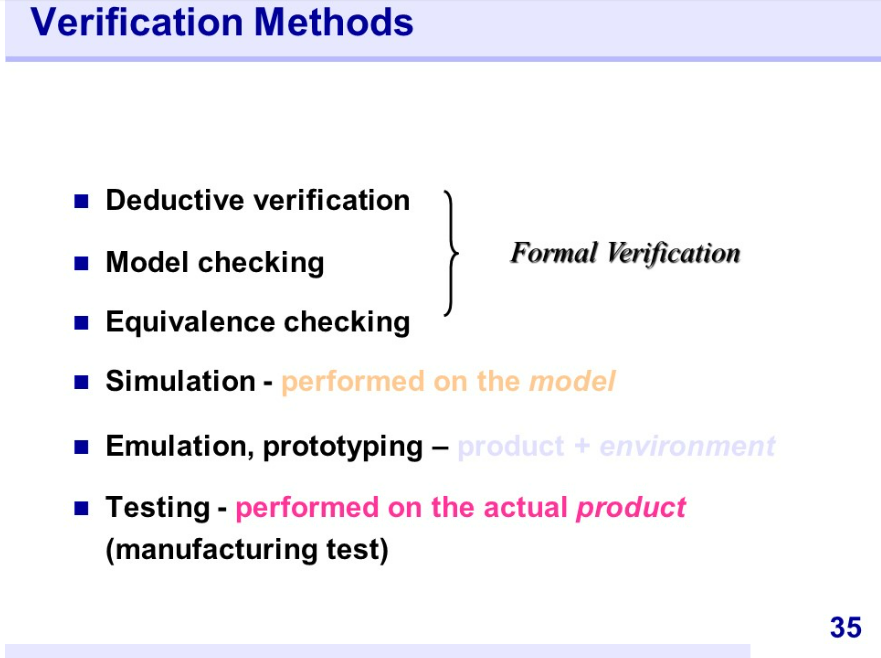 Verification Methods
Deductive verification
Model checking
Formal Verification
Equivalence checking
Simulation - performed on the model
Emulation, prototyping – product + environment
Testing - performed on the actual product
(manufacturing test)
35